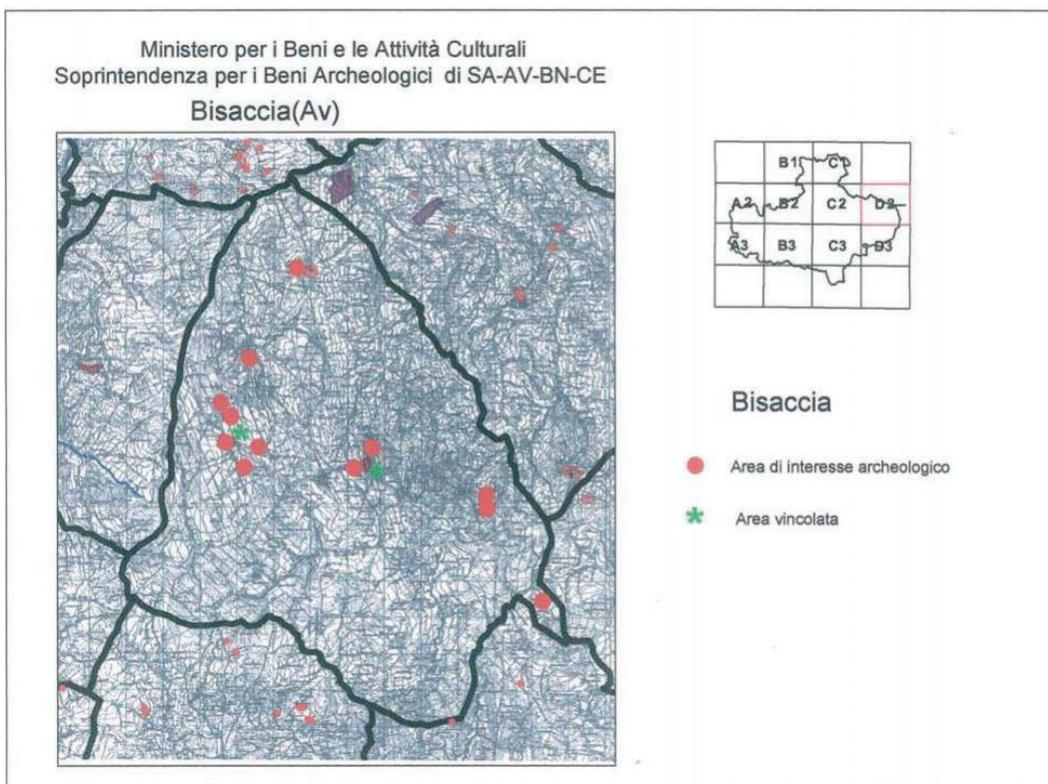 Ministero per i Beni e le Attività Culturali
Soprintendenza per i Beni Archeologici di SA-AV-BN-CE
Bisaccia(Av)
B1 C1
A2 B2 C2 D2
A3 B3 C3 D3
Bisaccia
Area di interesse archeologico
Area vincolata